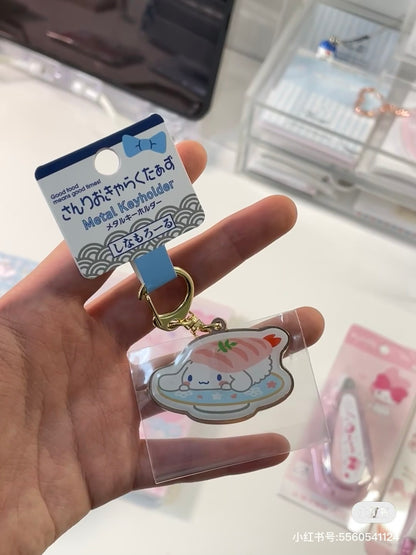 Good food
means good times!
さんりおきゃらくたぁず
Metal Keyholder
メタルキーホルダー
しなもろーる
小红书号:5560541124